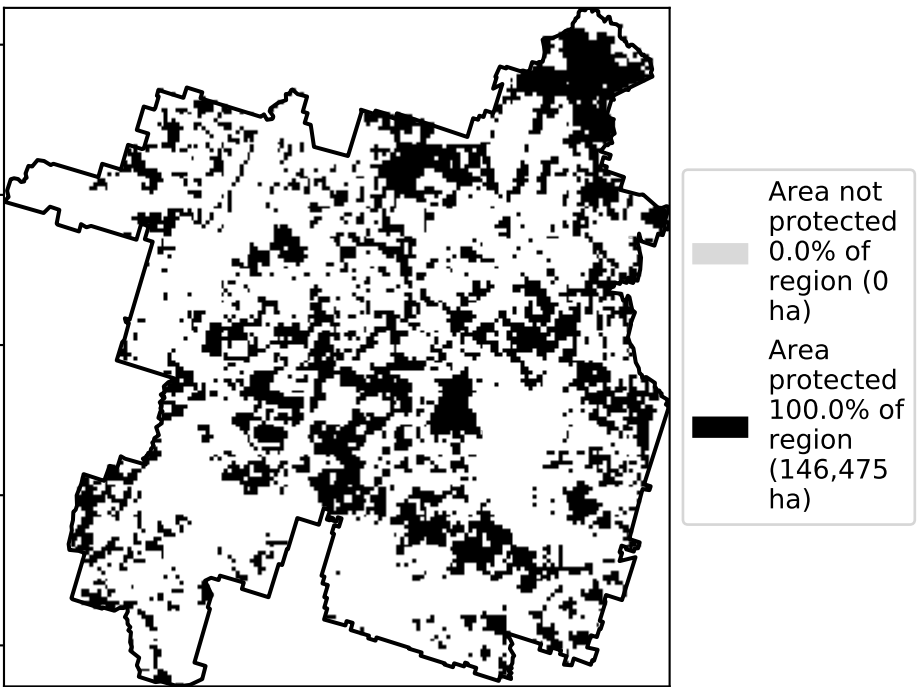 Area not
protected
0.0% of
region (0
ha)
Area
protected
100.0% of
region
(146,475
ha)